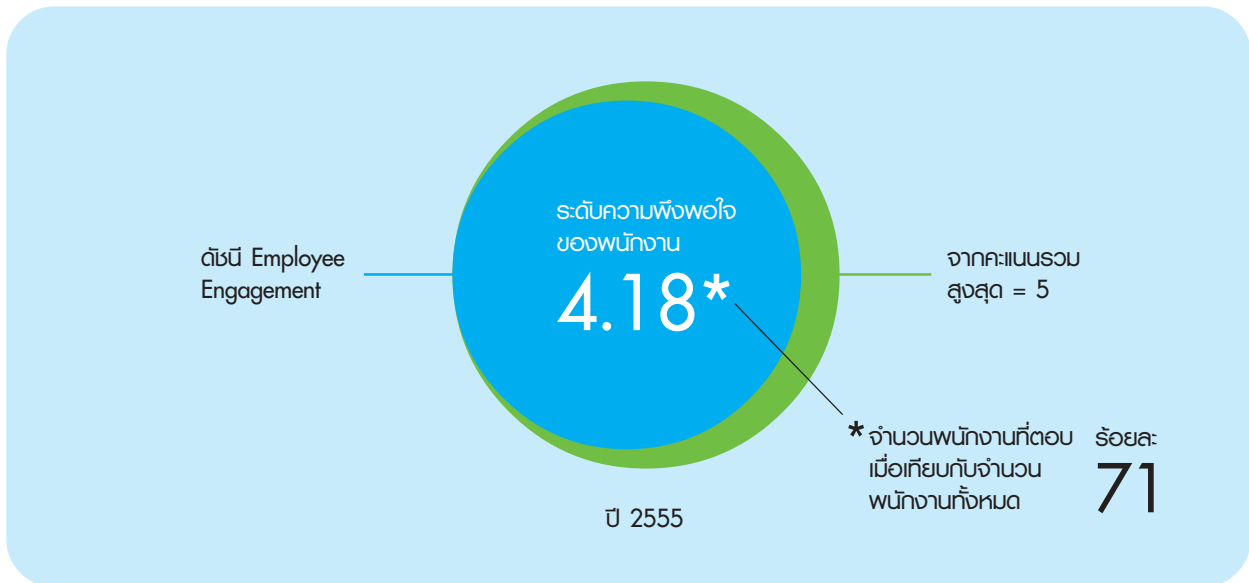 ดัชนี Employee
Engagement
ระดับความพึงพอใจ
ของพนักงาน
4.18*
จากคะแนนรวม
สูงสุด = 5
* จำนวนพนักงานที่ตอบ
เมื่อเทียบกับจำนวน
พนักงานทั้งหมด
ร้อยละ
71
ปี 2555